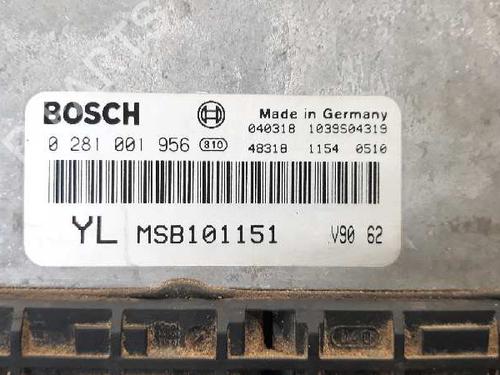 BOSCH
Made in Germany
040318 1039S04319
0 281 001 956 810
48318 1154 0510
YL MSB101151 V90 62